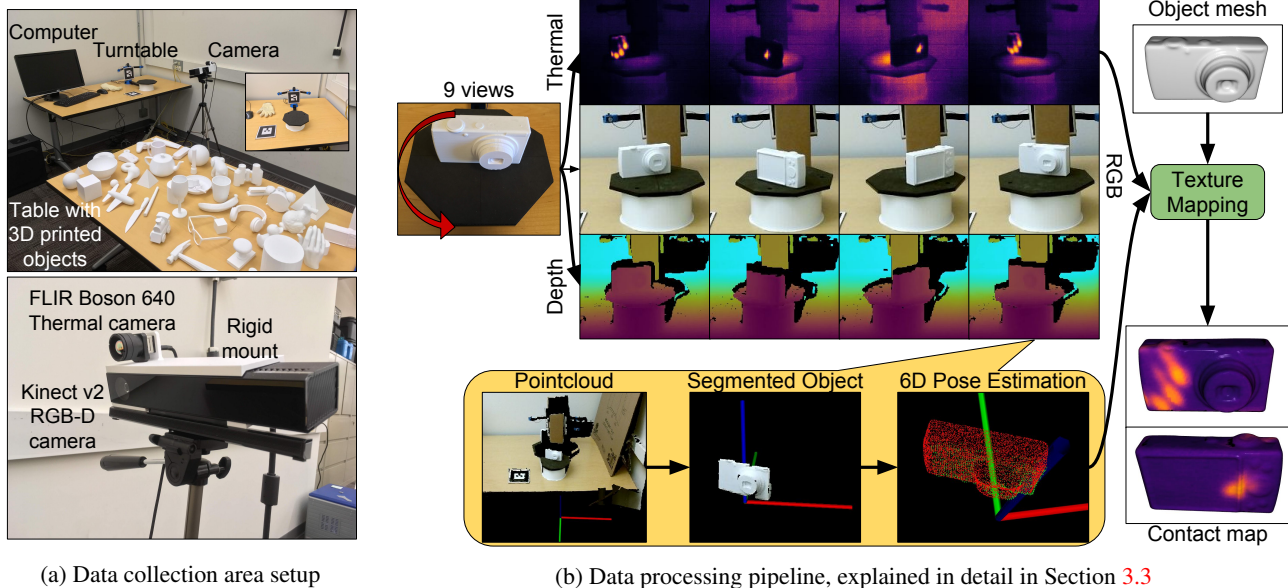 Computer
Turntable
Camera
Table with
3D printed
objects
FLIR Boson 640
Thermal camera
Rigid
mount
Kinect v2
RGB-D
camera
(a) Data collection area setup
9 views
Thermal
RGB
Depth
Object mesh
Texture
Mapping
Pointcloud
Segmented Object
6D Pose Estimation
Contact map
(b) Data processing pipeline, explained in detail in Section 3.3